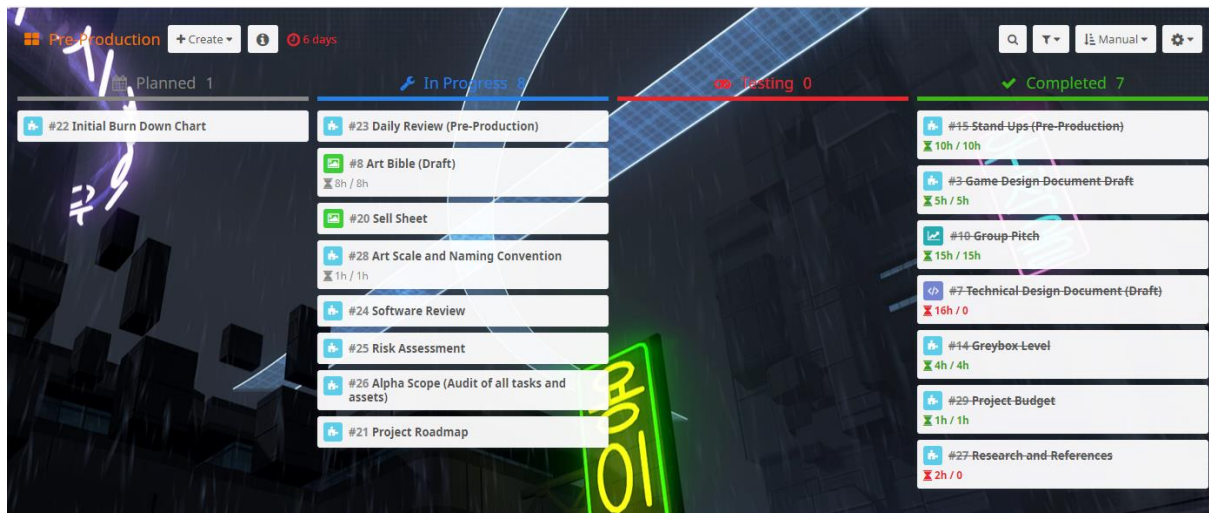 Pre-Production + Create 6 days Manual
Planned 1
#22 Initial Burn Down Chart
In Progress 8
#23 Daily Review (Pre-Production)
#8 Art Bible (Draft)
8h / 8h
#20 Sell Sheet
#28 Art Scale and Naming Convention
1h / 1h
#24 Software Review
#25 Risk Assessment
#26 Alpha Scope (Audit of all tasks and
assets)
#21 Project Roadmap
Testing 0
Completed 7
#15 Stand Ups (Pre-Production)
10h / 10h
#3 Game Design Document Draft
5h / 5h
#10 Group Pitch
15h / 15h
#7 Technical Design Document (Draft)
16h / 0
#14 Greybox Level
4h / 4h
#29 Project Budget
1h / 1h
#27 Research and References
2h / 0
용
이